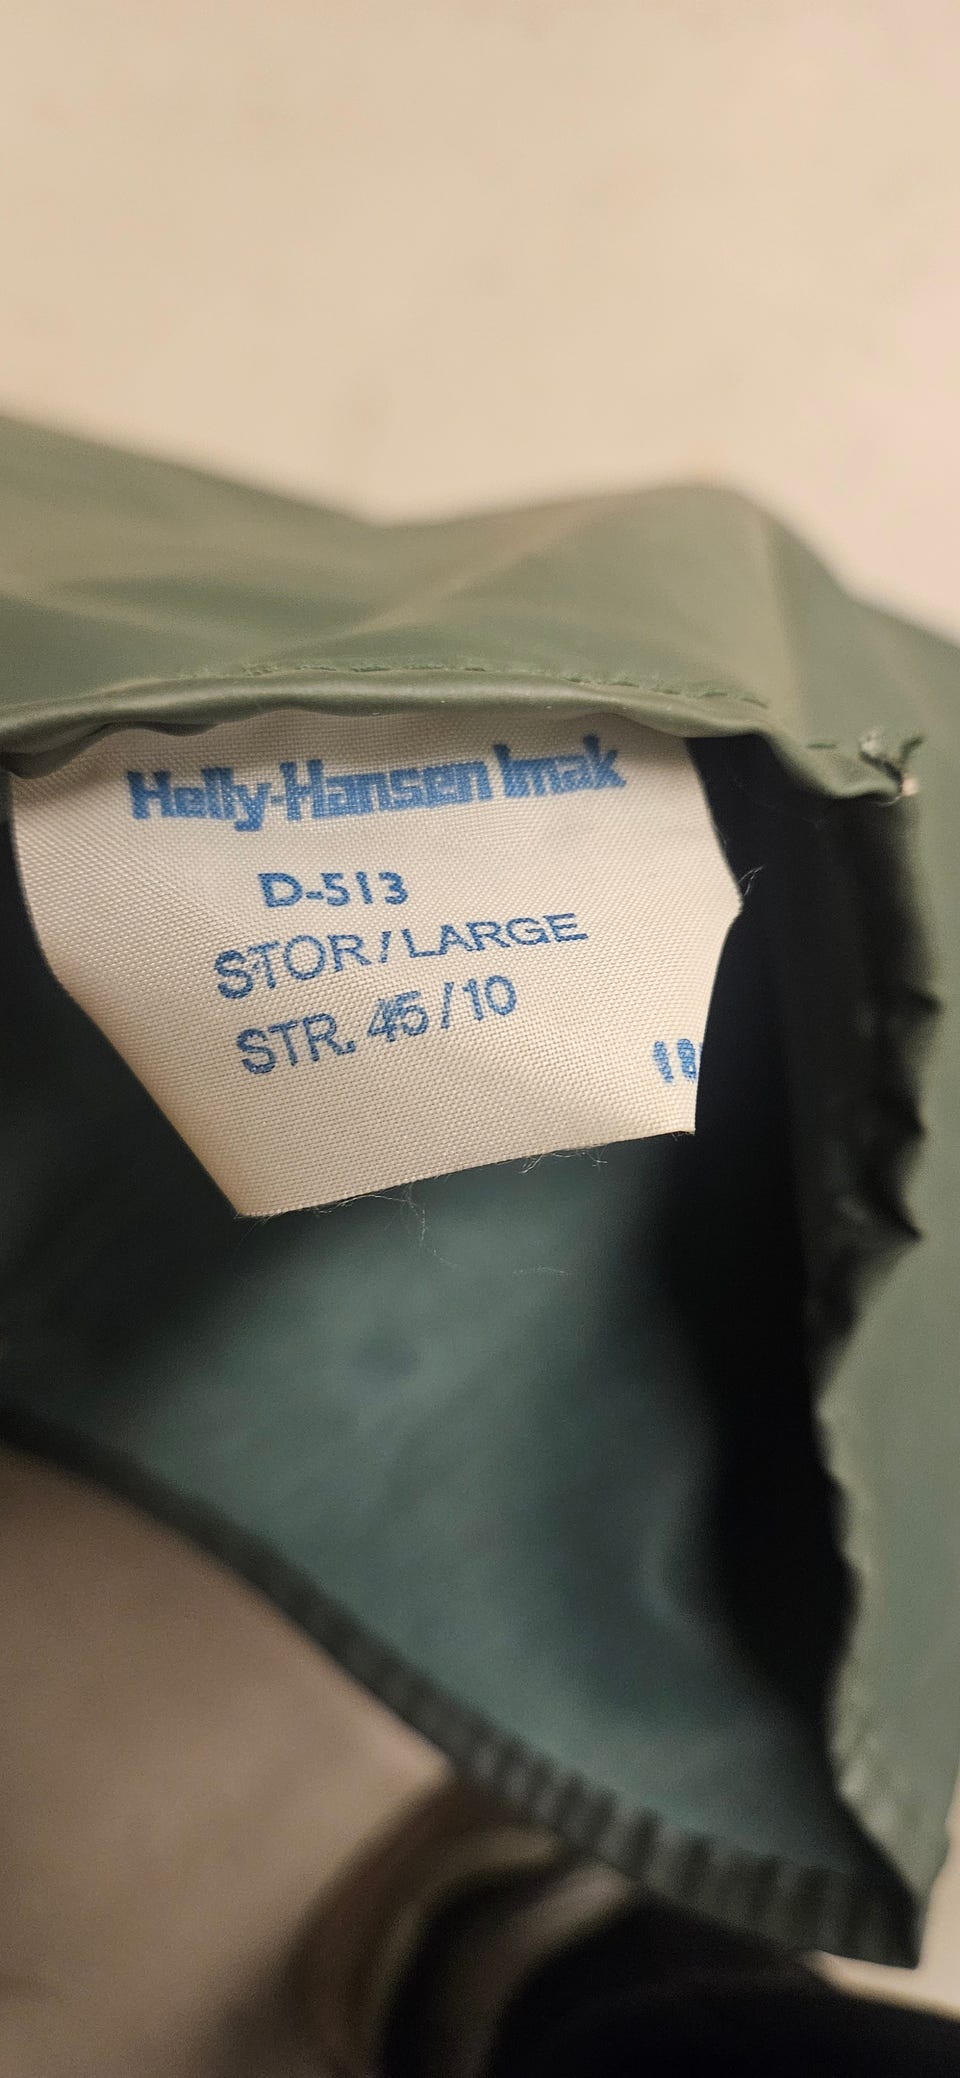 Helly-Hansen Imak
D-513
STOR/LARGE
STR. 45/10